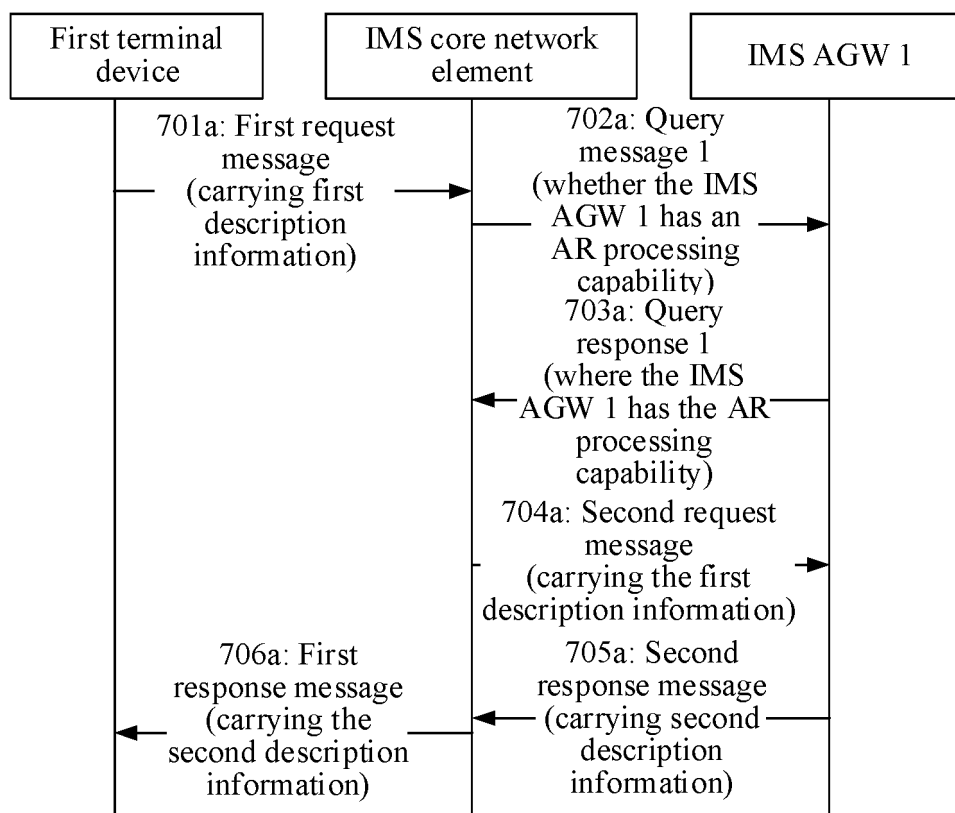 First terminal
device
IMS core network
element
IMS AGW 1
701a: First request
message
(carrying first
description
information)
702a: Query
message 1
(whether the IMS
AGW 1 has an
AR processing
capability)
703a: Query
response 1
(where the IMS
AGW 1 has the AR
processing
capability)
704a: Second request
message
(carrying the first
description information)
705a: Second
response message
(carrying second
description
information)
706a: First
response message
(carrying the
second description
information)